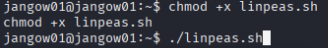 jangow01@jangow01:~$ chmod +x linpeas.sh
chmod +x linpeas.sh
jangow01@jangow01:~$ ./linpeas.sh